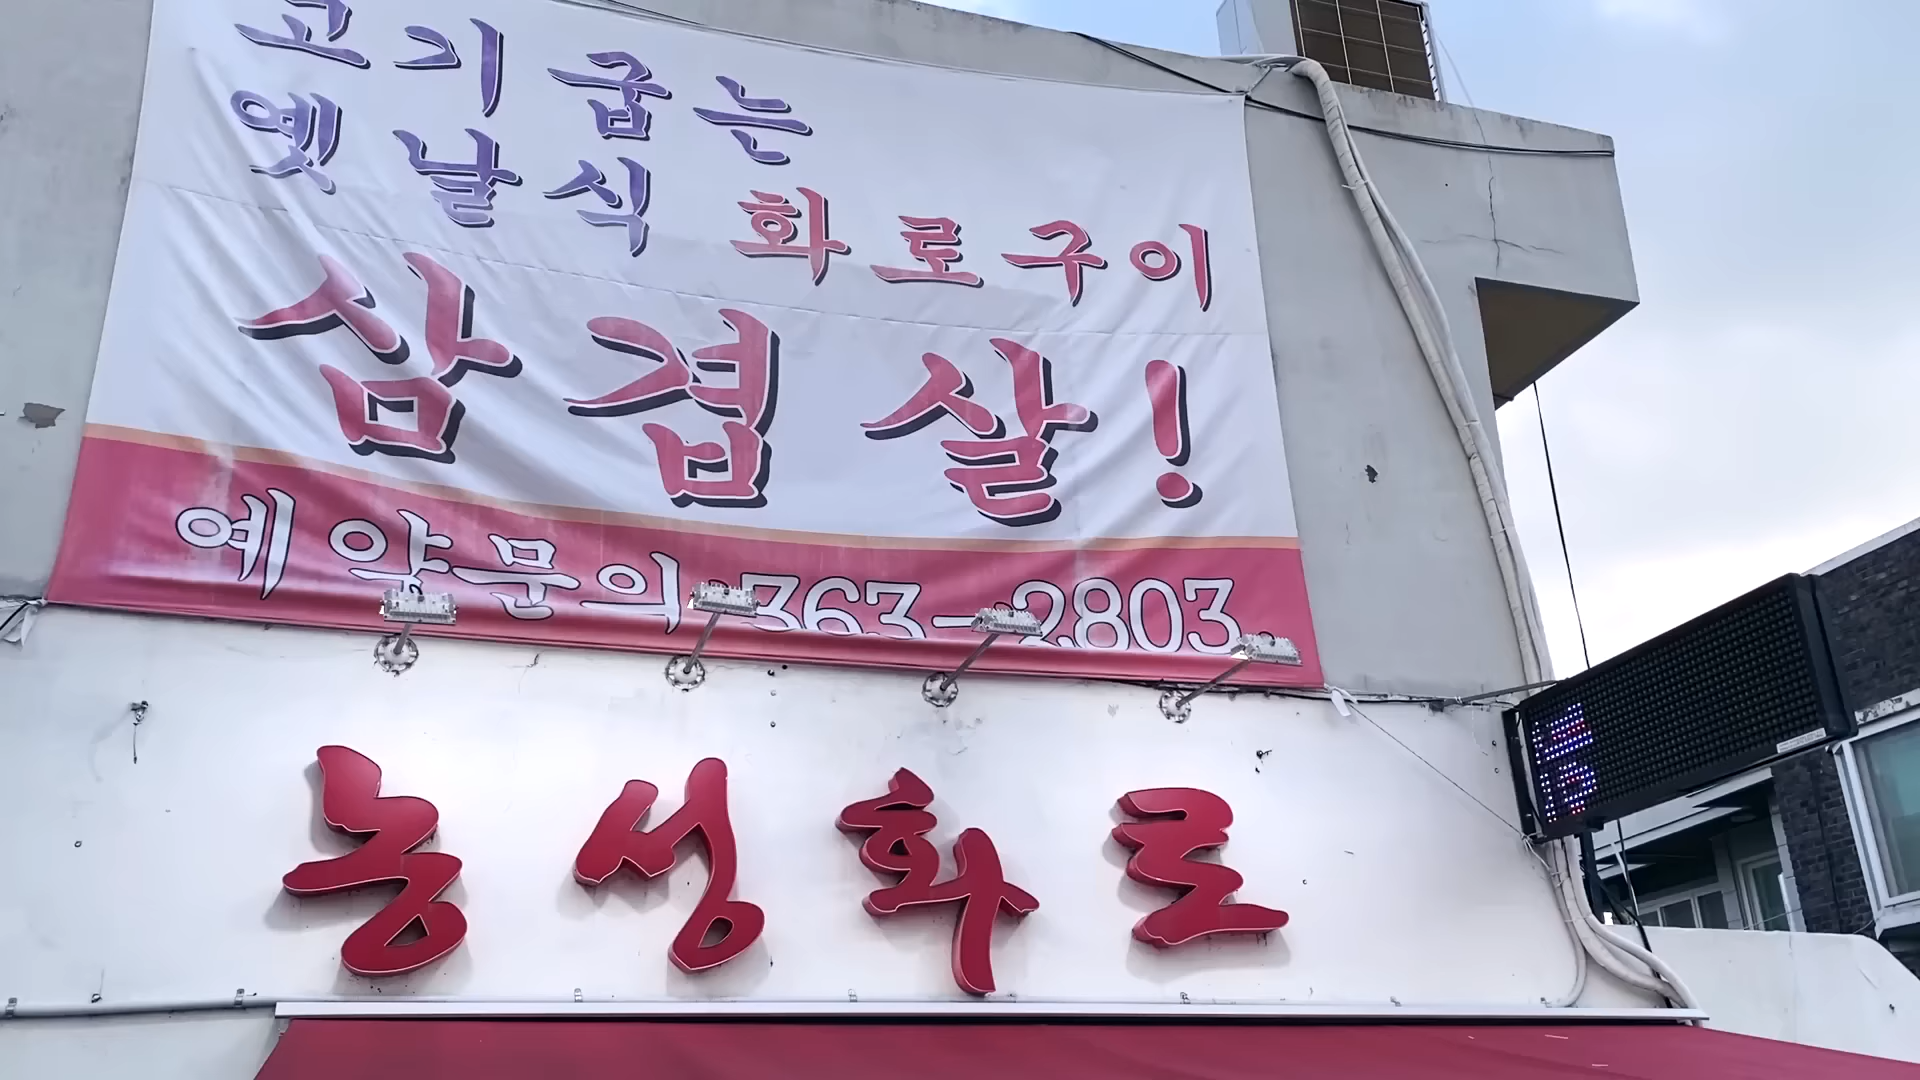 고기 굽는
옛날식 화로구이
삼겹살!
예약문의 363-2803
농성화로